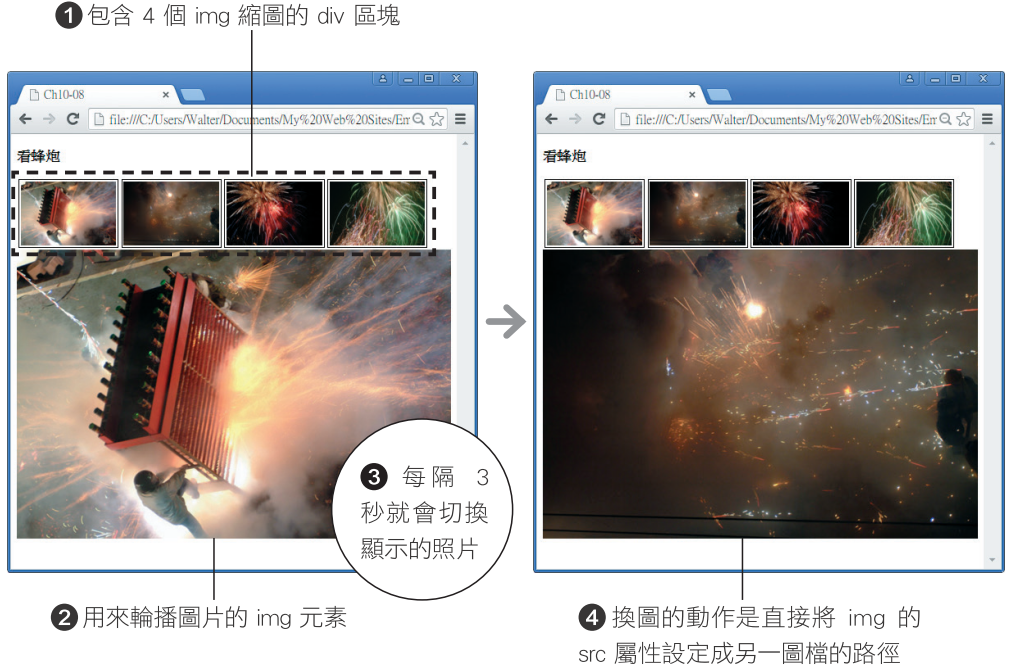 ❶ 包含 4 個 img 縮圖的 div 區塊
Ch10-08
file:///C:/Users/Walter/Documents/My%20Web%20Sites/Em
看蜂炮
Ch10-08
file:///C:/Users/Walter/Documents/My%20Web%20Sites/Em
看蜂炮
❸ 每隔 3
秒就會切換
顯示的照片
❷ 用來輪播圖片的 img 元素
❹ 換圖的動作是直接將 img 的
src 屬性設定成另一圖檔的路徑